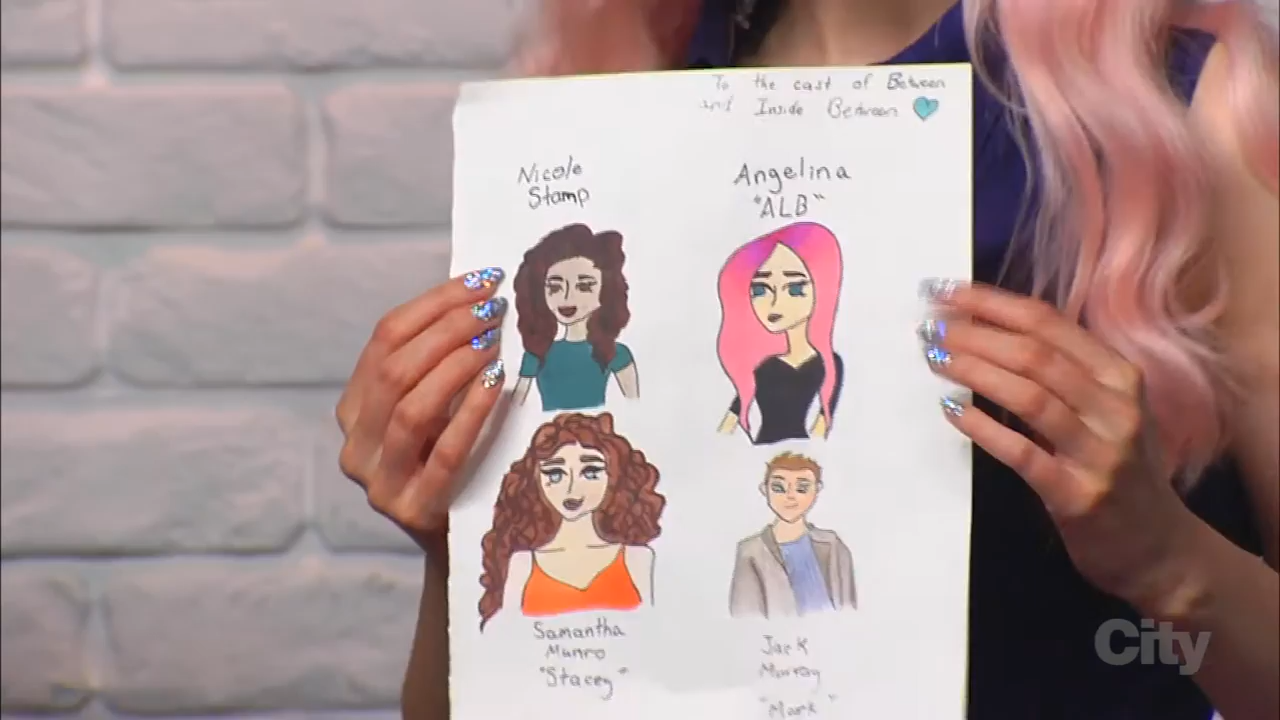 To the cast of Between
and Inside Between
Nicole
Stamp
Angelina
"ALB"
Samantha
Munro
"Stacey"
Jack
Murray
"Mark"
City